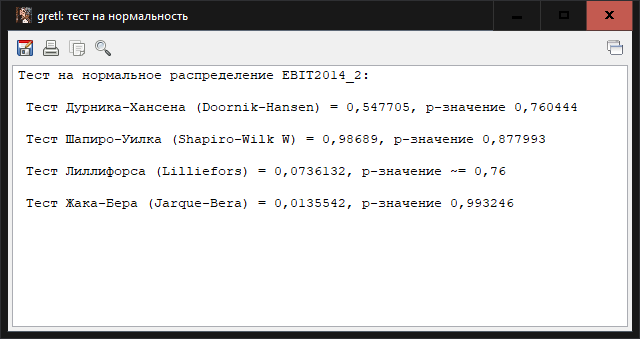 gretl: тест на нормальность
Тест на нормальное распределение EBIT2014_2:
Тест Дурника-Хансена (Doornik-Hansen) = 0,547705, p-значение 0,760444
Тест Шапиро-Уилка (Shapiro-Wilk W) = 0,98689, p-значение 0,877993
Тест Лиллифорса (Lilliefors) = 0,0736132, p-значение ~= 0,76
Тест Жака-Бера (Jarque-Bera) = 0,0135542, p-значение 0,993246